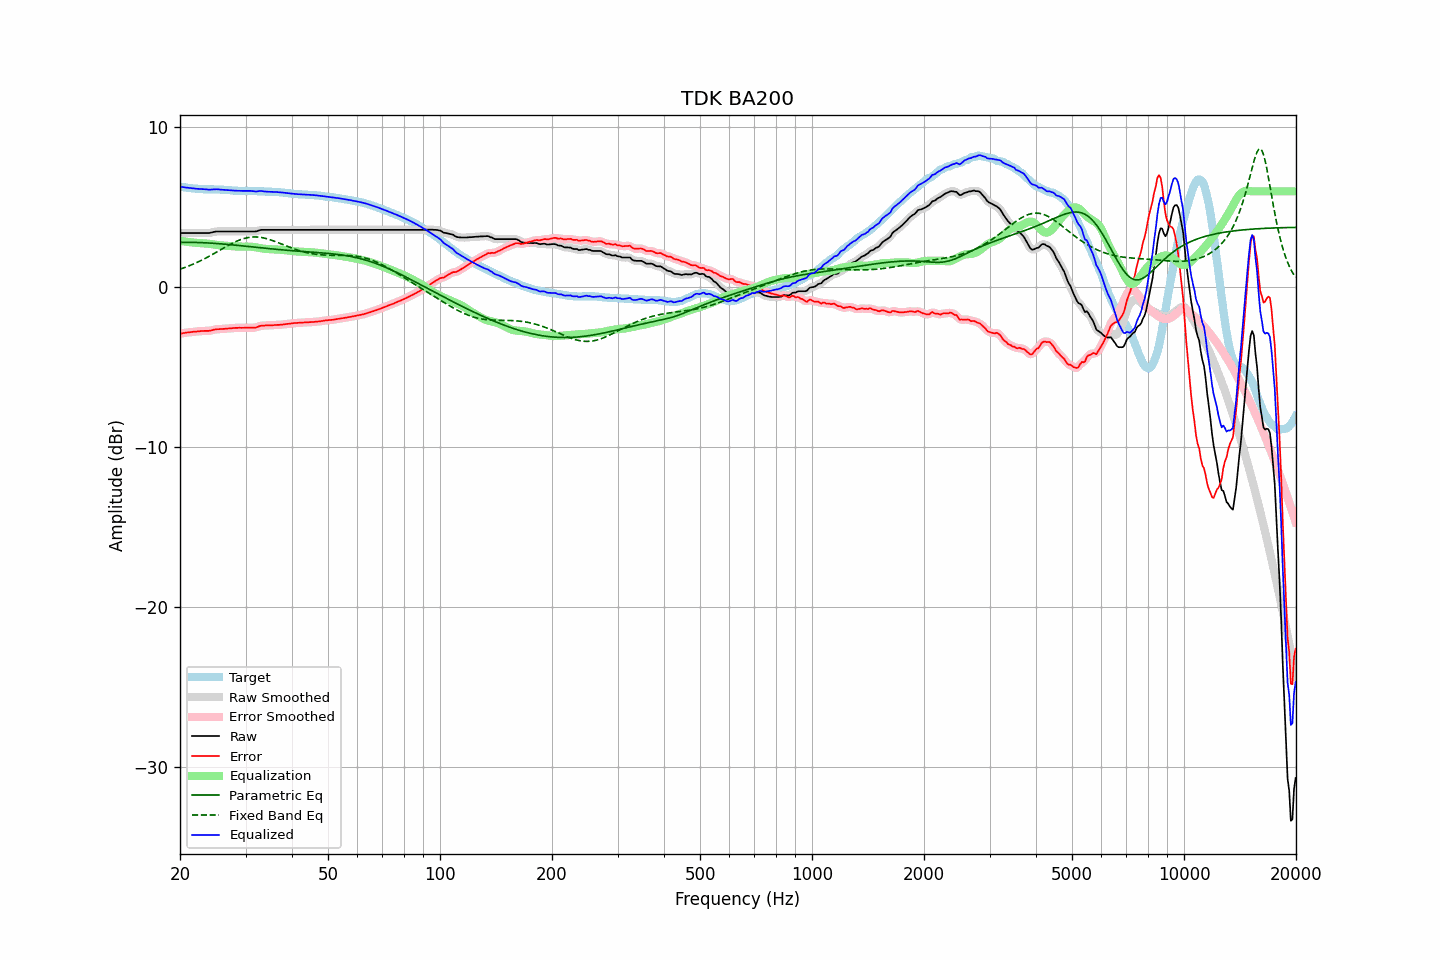 TDK BA200
Amplitude (dBr)
10
0
−10
−20
−30
Target
Raw Smoothed
Error Smoothed
Raw
Error
Equalization
Parametric Eq
Fixed Band Eq
Equalized
20 50 100 200 500 1000 2000 5000 10000 20000
Frequency (Hz)